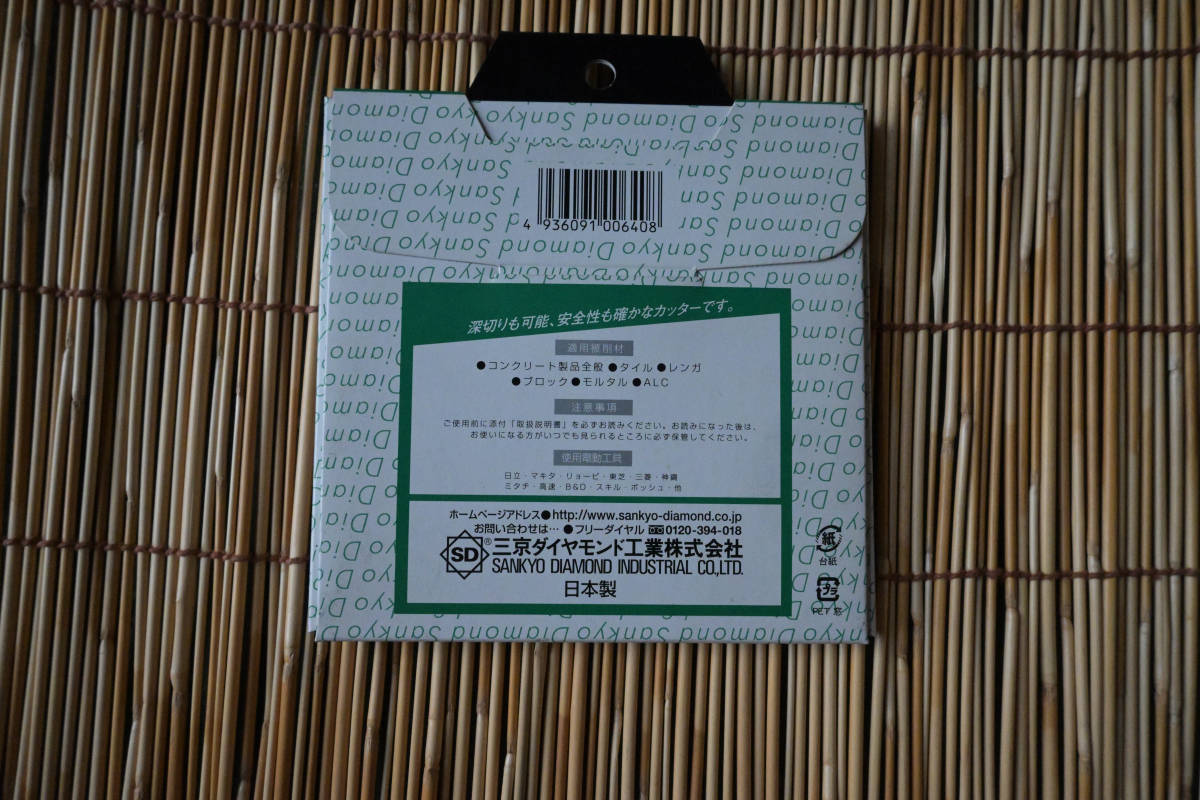 4 936091 006408
深切りも可能、安全性も確かなカッターです。
適用被削材
●コンクリート製品全般 ●タイル ●レンガ
●ブロック ●モルタル ●ALC
注意事項
ご使用前に添付「取扱説明書」を必ずお読みください。お読みになった後は、
お使いになる方がいつでも見られるところに必ず保管してください。
使用電動工具
日立・マキタ・リョービ・東芝・三菱・神鋼
ミタチ・高速・B&D・スキル・ボッシュ・他
ホームページアドレス●http://www.sankyo-diamond.co.jp
お問い合わせは… ●フリーダイヤル 0120-394-018
SD ® 三京ダイヤモンド工業株式会社
SANKYO DIAMOND INDUSTRIAL CO.,LTD.
日本製
紙
台紙
プラ
PET 窓
Sankyo Diamond